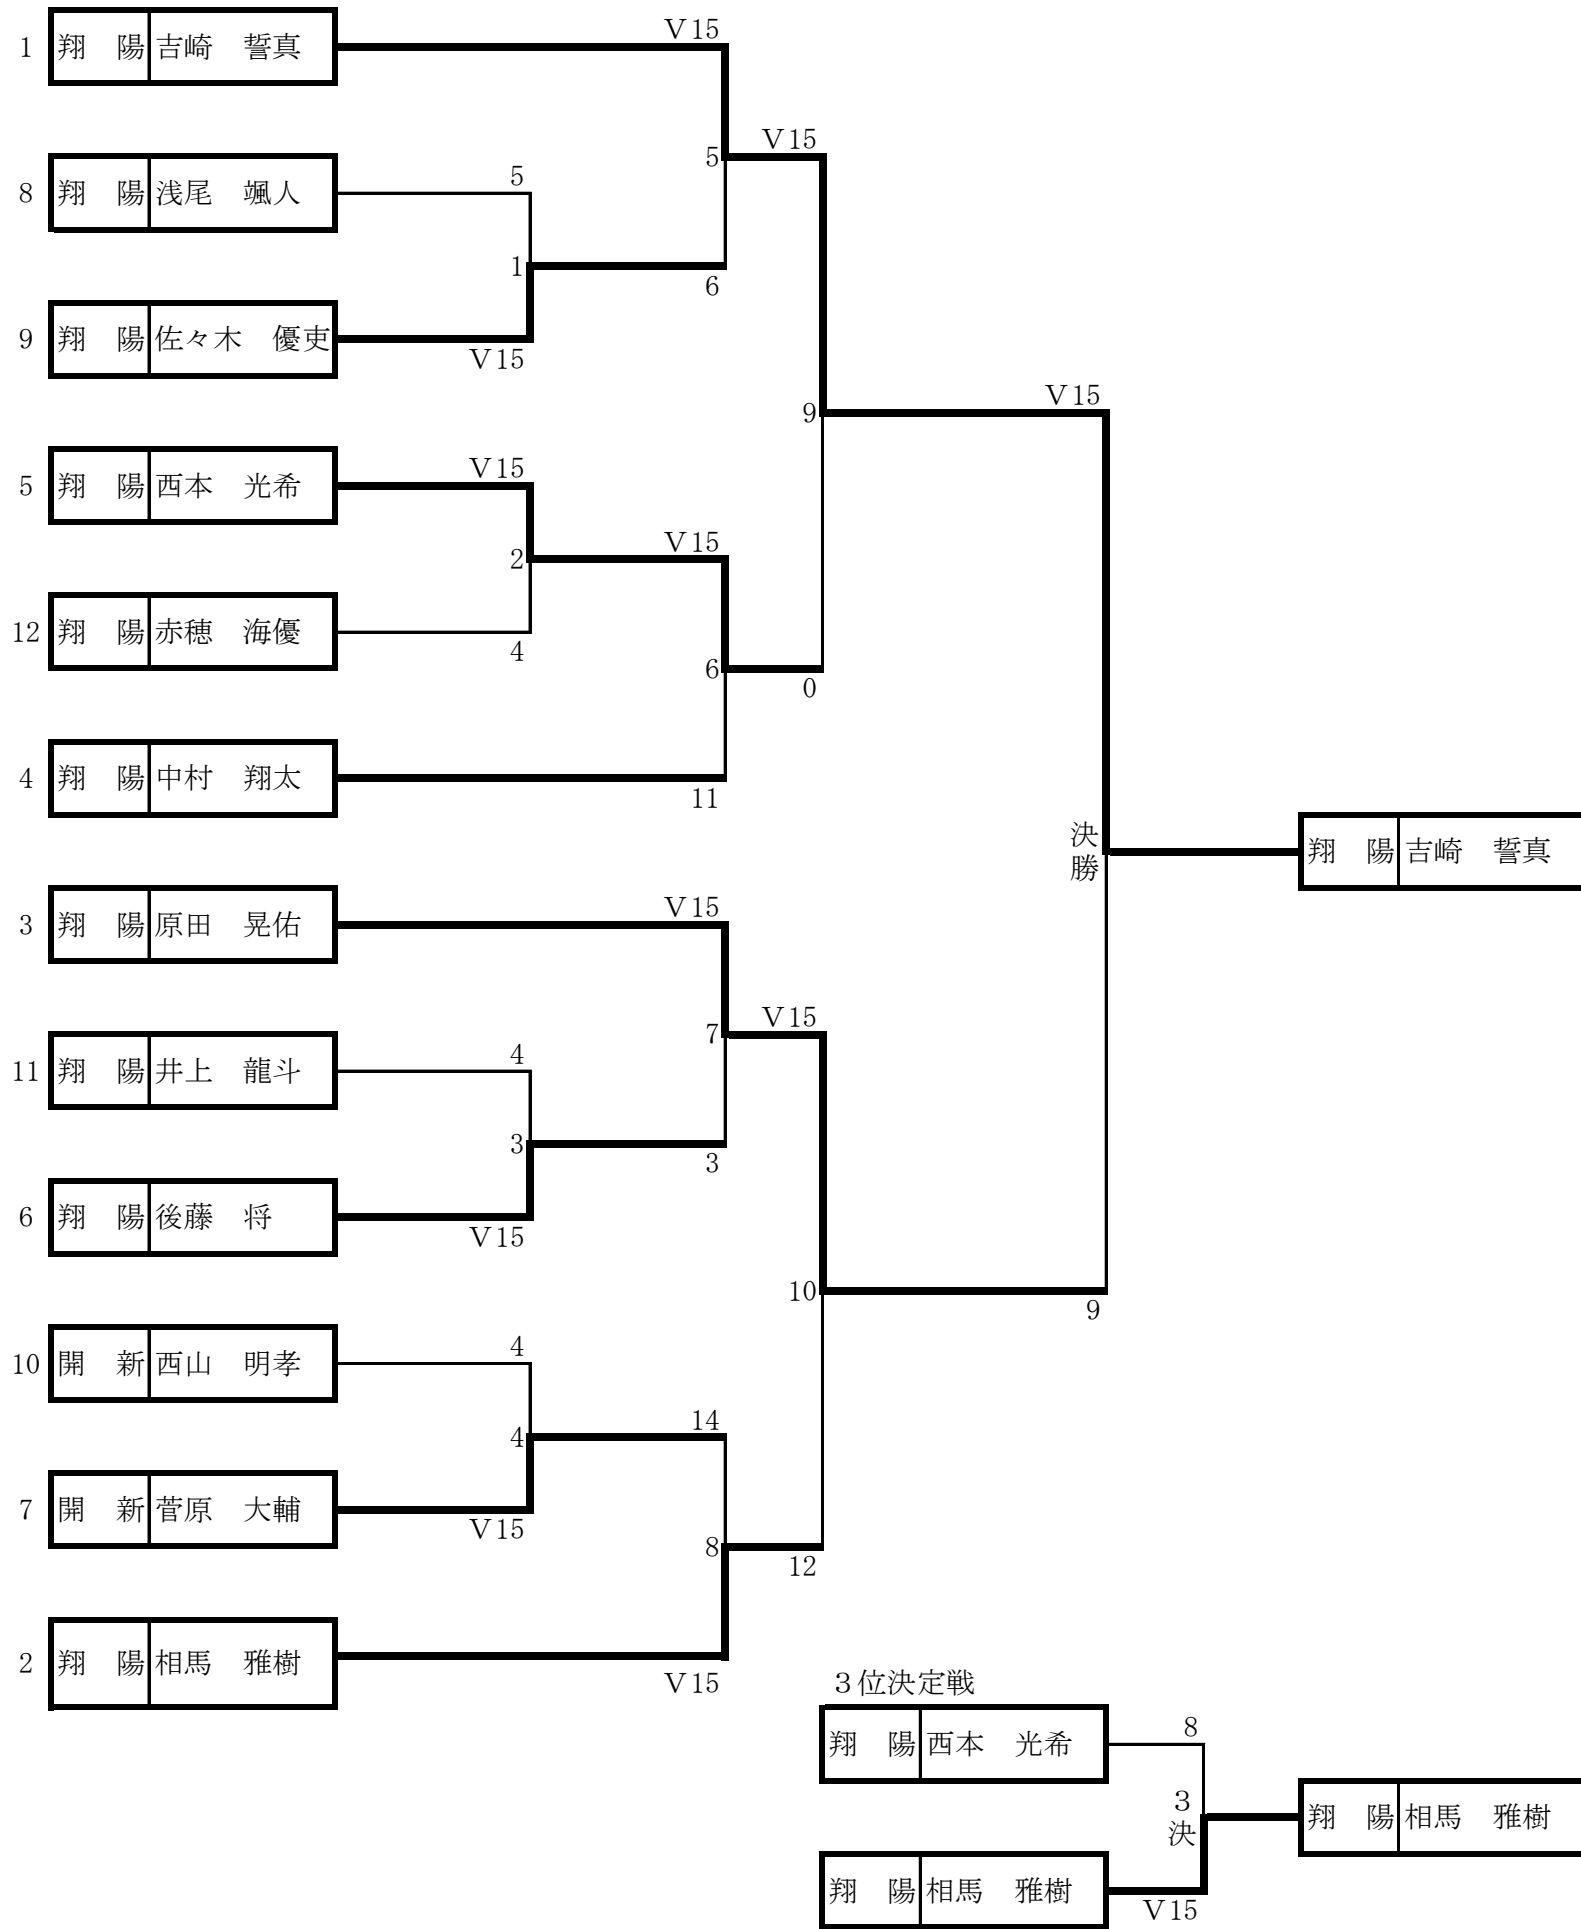 V15
1 翔　陽 吉崎　誓真
V15
5
5
8 翔　陽 浅尾　颯人
1
6
9 翔　陽 佐々木　優吏
V15
V15
9
V15
5 翔　陽 西本　光希
V15
2
12 翔　陽 赤穂　海優
4
6
0
4 翔　陽 中村　翔太
11
決勝
翔　陽 吉崎　誓真
V15
3 翔　陽 原田　晃佑
V15
7
4
11 翔　陽 井上　龍斗
3
3
6 翔　陽 後藤　将
V15
10
9
4
10 開　新 西山　明孝
14
4
7 開　新 菅原　大輔
V15
8
12
2 翔　陽 相馬　雅樹
V15
３位決定戦
8
翔　陽 西本　光希
3決
翔　陽 相馬　雅樹
翔　陽 相馬　雅樹
V15